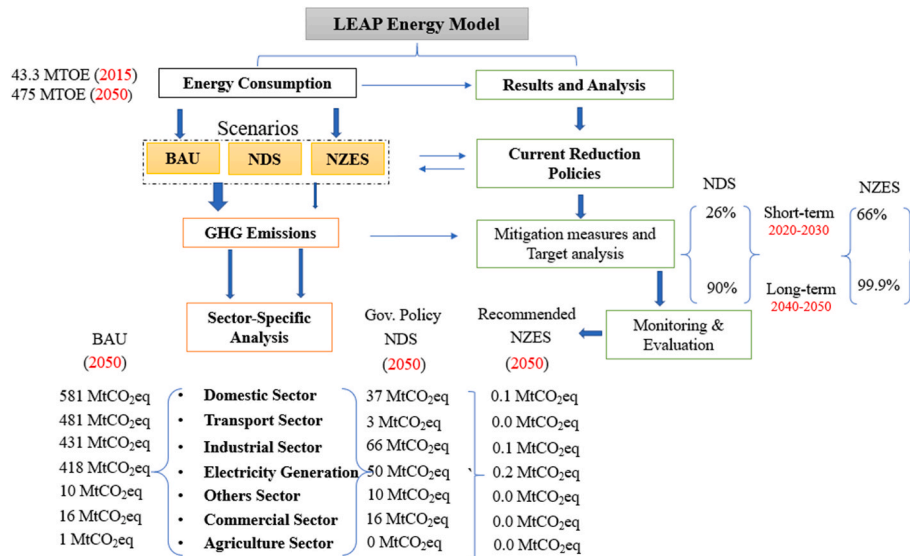 LEAP Energy Model
43.3 MTOE (2015)
475 MTOE (2050)
Energy Consumption
Results and Analysis
Scenarios
BAU
NDS
NZES
Current Reduction
Policies
GHG Emissions
Mitigation measures and
Target analysis
NDS
26%
90%
Short-term
2020-2030
Long-term
2040-2050
NZES
66%
99.9%
Sector-Specific
Analysis
Monitoring &
Evaluation
BAU
(2050)
Gov. Policy
NDS
(2050)
Recommended
NZES
(2050)
581 MtCO₂eq • Domestic Sector 37 MtCO₂eq 0.1 MtCO₂eq
481 MtCO₂eq • Transport Sector 3 MtCO₂eq 0.0 MtCO₂eq
431 MtCO₂eq • Industrial Sector 66 MtCO₂eq 0.1 MtCO₂eq
418 MtCO₂eq • Electricity Generation 50 MtCO₂eq 0.2 MtCO₂eq
10 MtCO₂eq • Others Sector 10 MtCO₂eq 0.0 MtCO₂eq
16 MtCO₂eq • Commercial Sector 16 MtCO₂eq 0.0 MtCO₂eq
1 MtCO₂eq • Agriculture Sector 0 MtCO₂eq 0.0 MtCO₂eq